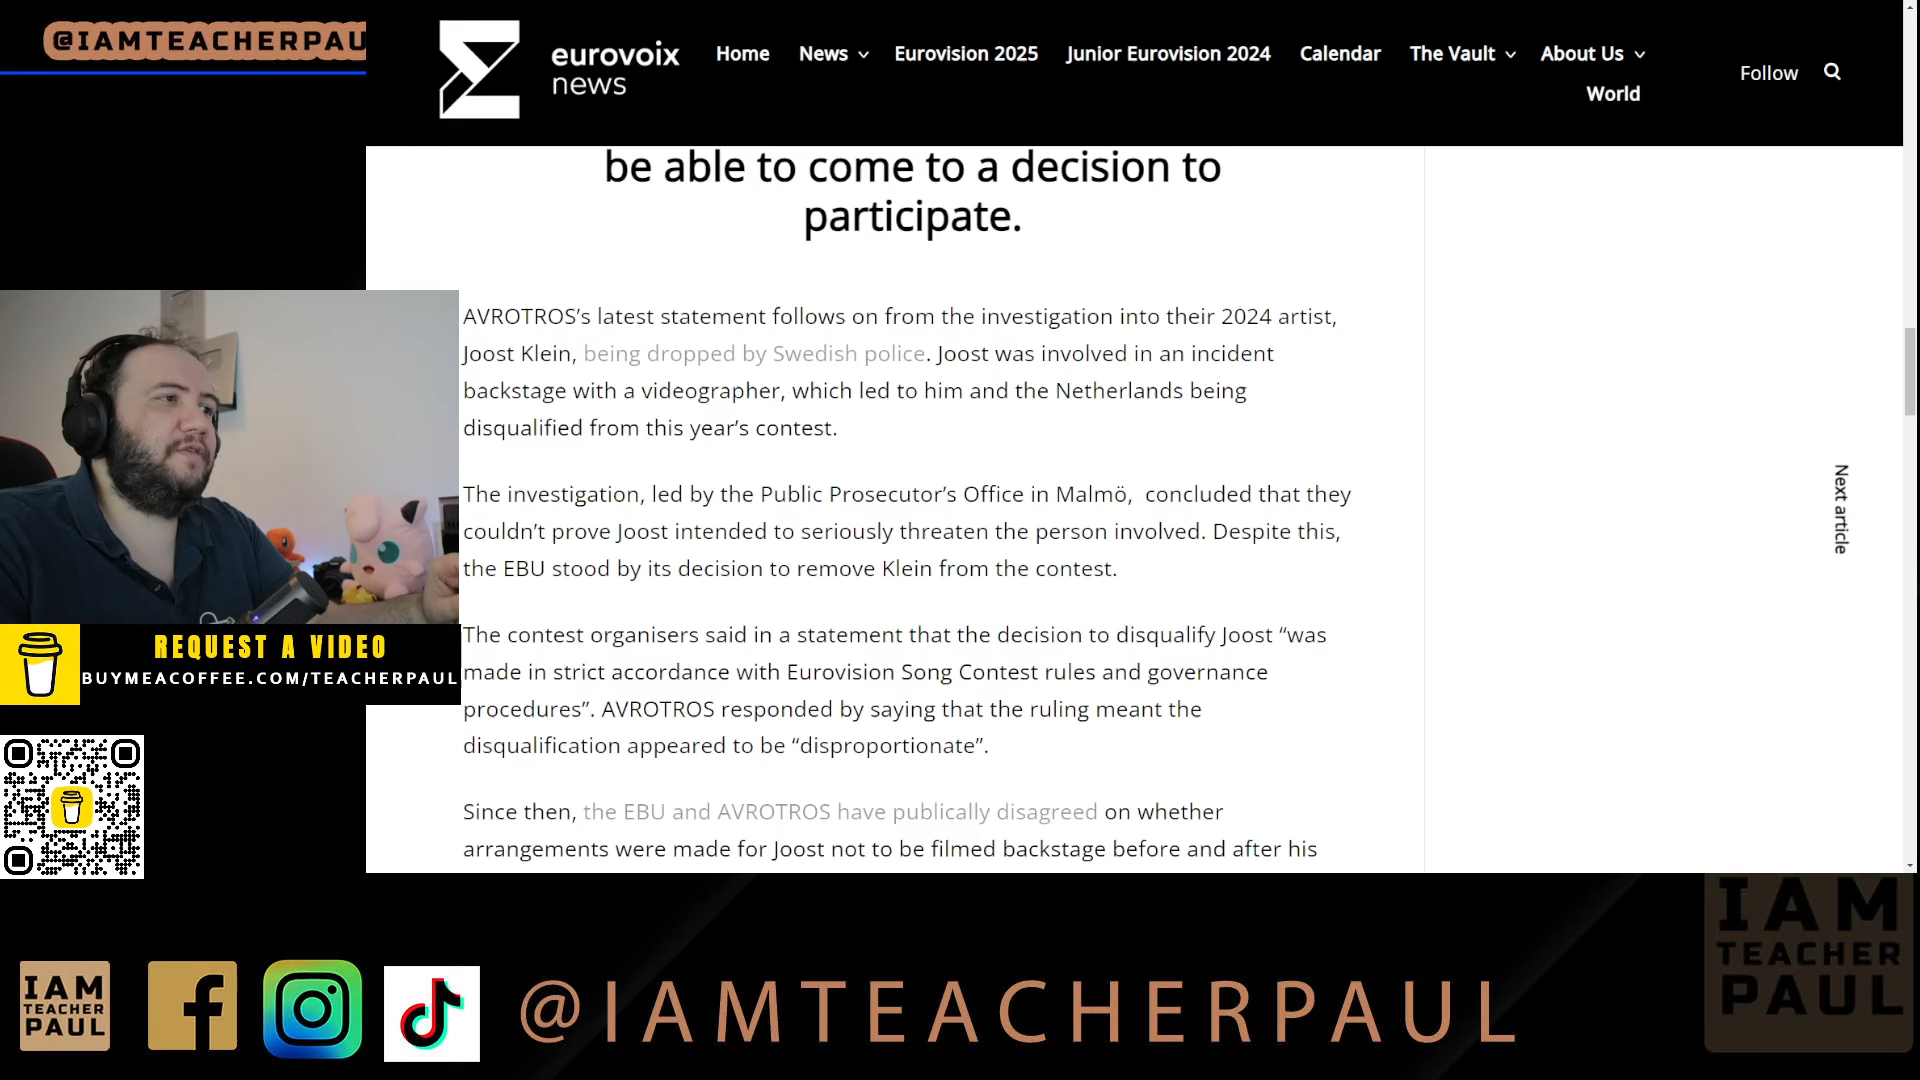 @IAMTEACHERPAU
eurovoix
news
Home
News
Eurovision 2025
Junior Eurovision 2024
Calendar
The Vault
About Us
World
Follow
be able to come to a decision to
participate.
AVROTROS’s latest statement follows on from the investigation into their 2024 artist,
Joost Klein, being dropped by Swedish police. Joost was involved in an incident
backstage with a videographer, which led to him and the Netherlands being
disqualified from this year’s contest.
The investigation, led by the Public Prosecutor’s Office in Malmö, concluded that they
couldn’t prove Joost intended to seriously threaten the person involved. Despite this,
the EBU stood by its decision to remove Klein from the contest.
The contest organisers said in a statement that the decision to disqualify Joost “was
made in strict accordance with Eurovision Song Contest rules and governance
procedures”. AVROTROS responded by saying that the ruling meant the
disqualification appeared to be “disproportionate”.
Since then, the EBU and AVROTROS have publically disagreed on whether
arrangements were made for Joost not to be filmed backstage before and after his
Next article
REQUEST A VIDEO
BUYMEACOFFEE.COM/TEACHERPAUL
IAM
TEACHER
PAUL
@IAMTEACHERPAUL
IAM
TEACHER
PAUL